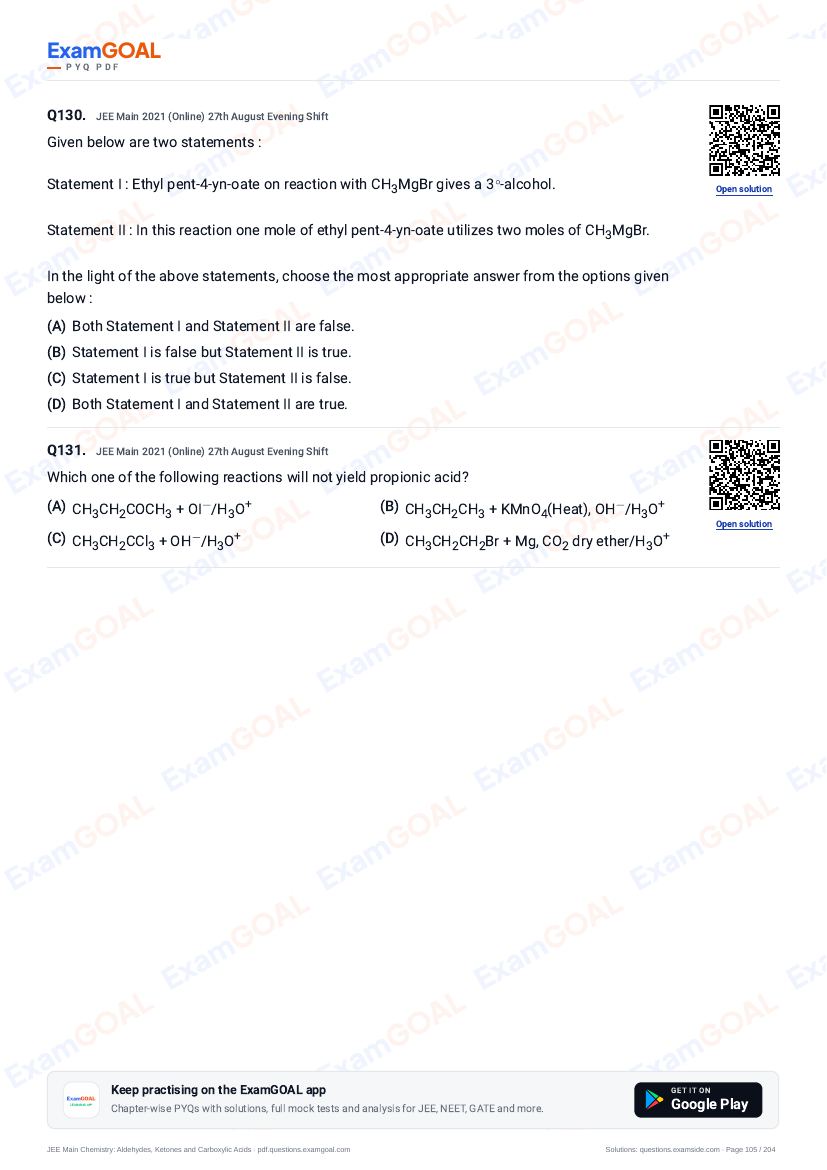 ExamGOAL
PYQ PDF
Q130. JEE Main 2021 (Online) 27th August Evening Shift
Given below are two statements :
Open solution
Statement I : Ethyl pent-4-yn-oate on reaction with CH₃MgBr gives a 3°-alcohol.
Statement II : In this reaction one mole of ethyl pent-4-yn-oate utilizes two moles of CH₃MgBr.
In the light of the above statements, choose the most appropriate answer from the options given
below :
(A) Both Statement I and Statement II are false.
(B) Statement I is false but Statement II is true.
(C) Statement I is true but Statement II is false.
(D) Both Statement I and Statement II are true.
Q131. JEE Main 2021 (Online) 27th August Evening Shift
Which one of the following reactions will not yield propionic acid?
(A) CH₃CH₂COCH₃ + OI⁻/H₃O⁺ (B) CH₃CH₂CH₃ + KMnO₄(Heat), OH⁻/H₃O⁺
Open solution
(C) CH₃CH₂CCl₃ + OH⁻/H₃O⁺ (D) CH₃CH₂CH₂Br + Mg, CO₂ dry ether/H₃O⁺
ExamGOAL
Keep practising on the ExamGOAL app
Chapter-wise PYQs with solutions, full mock tests and analysis for JEE, NEET, GATE and more.
GET IT ON
Google Play
JEE Main Chemistry: Aldehydes, Ketones and Carboxylic Acids · pdf.questions.examgoal.com Solutions: questions.examside.com · Page 105 / 204